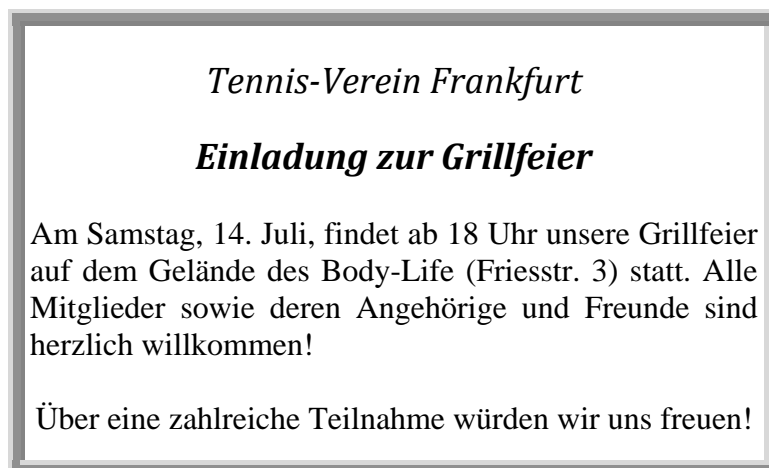 Tennis-Verein Frankfurt
Einladung zur Grillfeier
Am Samstag, 14. Juli, findet ab 18 Uhr unsere Grillfeier
auf dem Gelände des Body-Life (Friesstr. 3) statt. Alle
Mitglieder sowie deren Angehörige und Freunde sind
herzlich willkommen!
Über eine zahlreiche Teilnahme würden wir uns freuen!